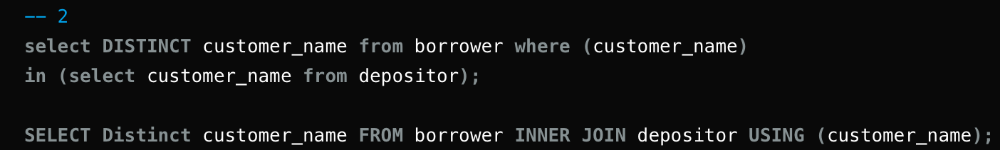 -- 2
select DISTINCT customer_name from borrower where (customer_name)
in (select customer_name from depositor);
SELECT Distinct customer_name FROM borrower INNER JOIN depositor USING (customer_name);